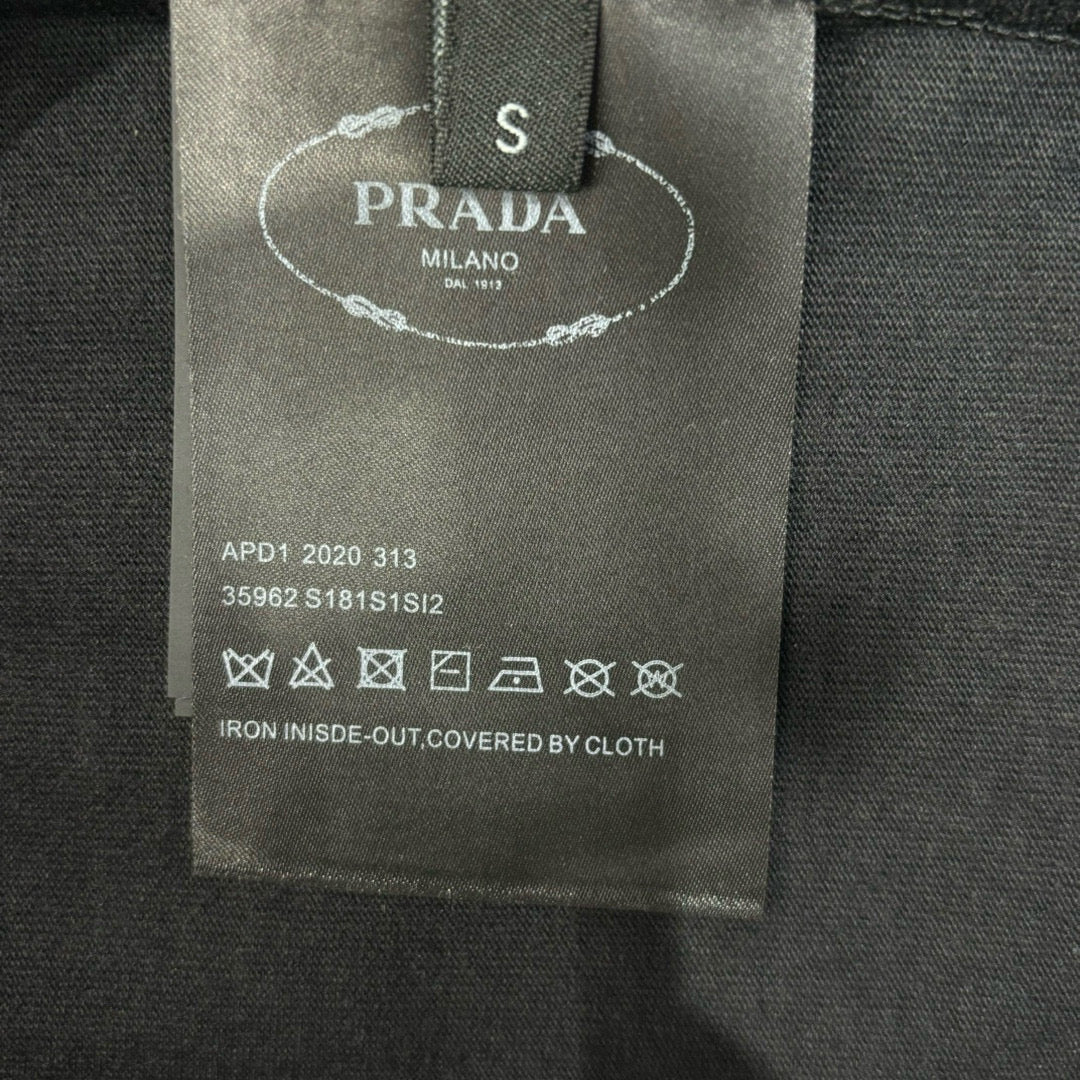 S
PRADA
MILANO
DAL 1913
APD1 2020 313
35962 S181S1SI2
IRON INISDE-OUT,COVERED BY CLOTH